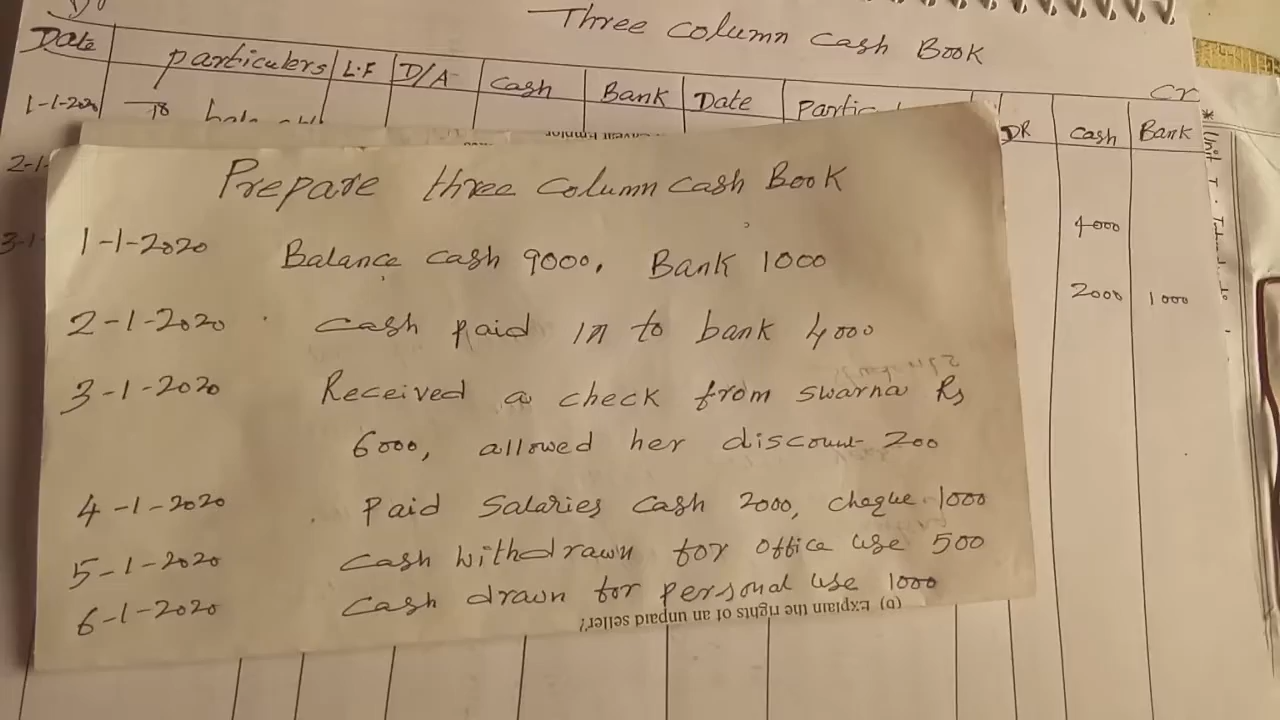 Three column cash Book
Date particulers L.F D/A Cash Bank Date Cr
1-1-2020 DR cash Bank
Prepare three column cash Book
1-1-2020 Balance cash 9000, Bank 1000
4000
2-1-2020 cash paid in to bank 4000
2000 1000
3-1-2020 Received a check from swarna Rs
6000, allowed her discount 200
4-1-2020 Paid Salaries cash 2000, cheque 1000
5-1-2020 cash withdrawn for office use 500
6-1-2020 cash drawn for personal use 1000
(b) Explain the rights of an unpaid seller?